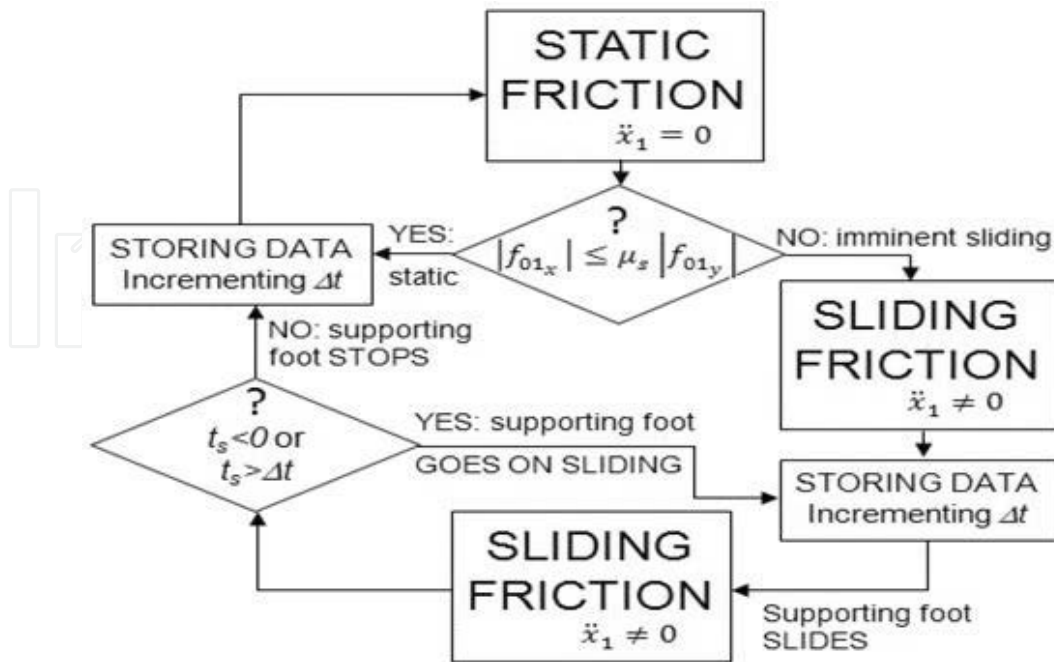 STATIC
FRICTION
ẍ₁ = 0
?
|f₀₁ₓ| ≤ μₛ |f₀₁ᵧ|
YES:
static
NO: imminent sliding
STORING DATA
Incrementing Δt
SLIDING
FRICTION
ẍ₁ ≠ 0
NO: supporting
foot STOPS
?
tₛ<0 or
tₛ>Δt
YES: supporting foot
GOES ON SLIDING
STORING DATA
Incrementing Δt
SLIDING
FRICTION
ẍ₁ ≠ 0
Supporting foot
SLIDES